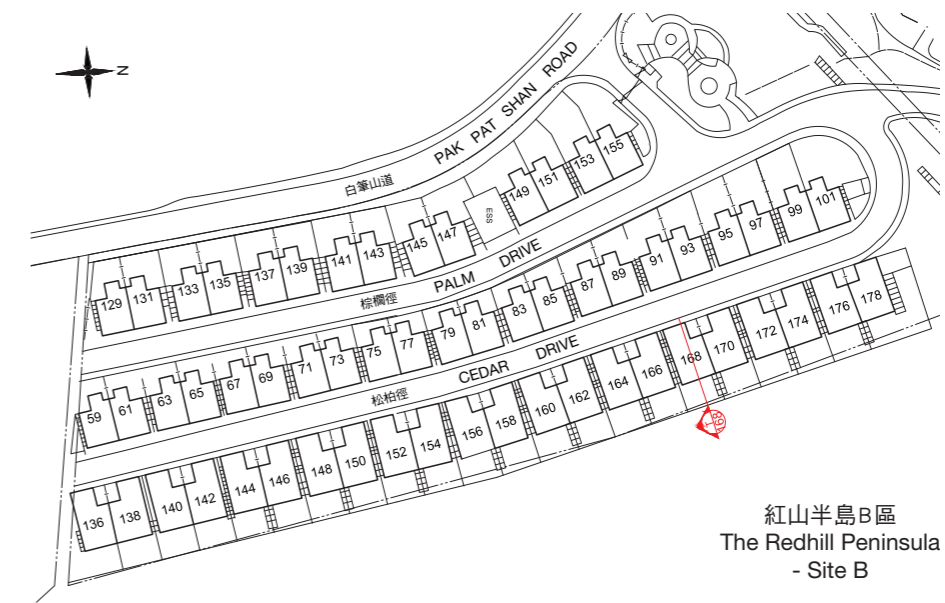 N
PAK PAT SHAN ROAD
白筆山道
129 131 133 135 137 139 141 143 145 147 ESS 149 151 153 155
PALM DRIVE
棕櫚徑
59 61 63 65 67 69 71 73 75 77 79 81 83 85 87 89 91 93 95 97 99 101
CEDAR DRIVE
松柏徑
136 138 140 142 144 146 148 150 152 154 156 158 160 162 164 166 168 170 172 174 176 178
紅山半島B區
The Redhill Peninsula
- Site B